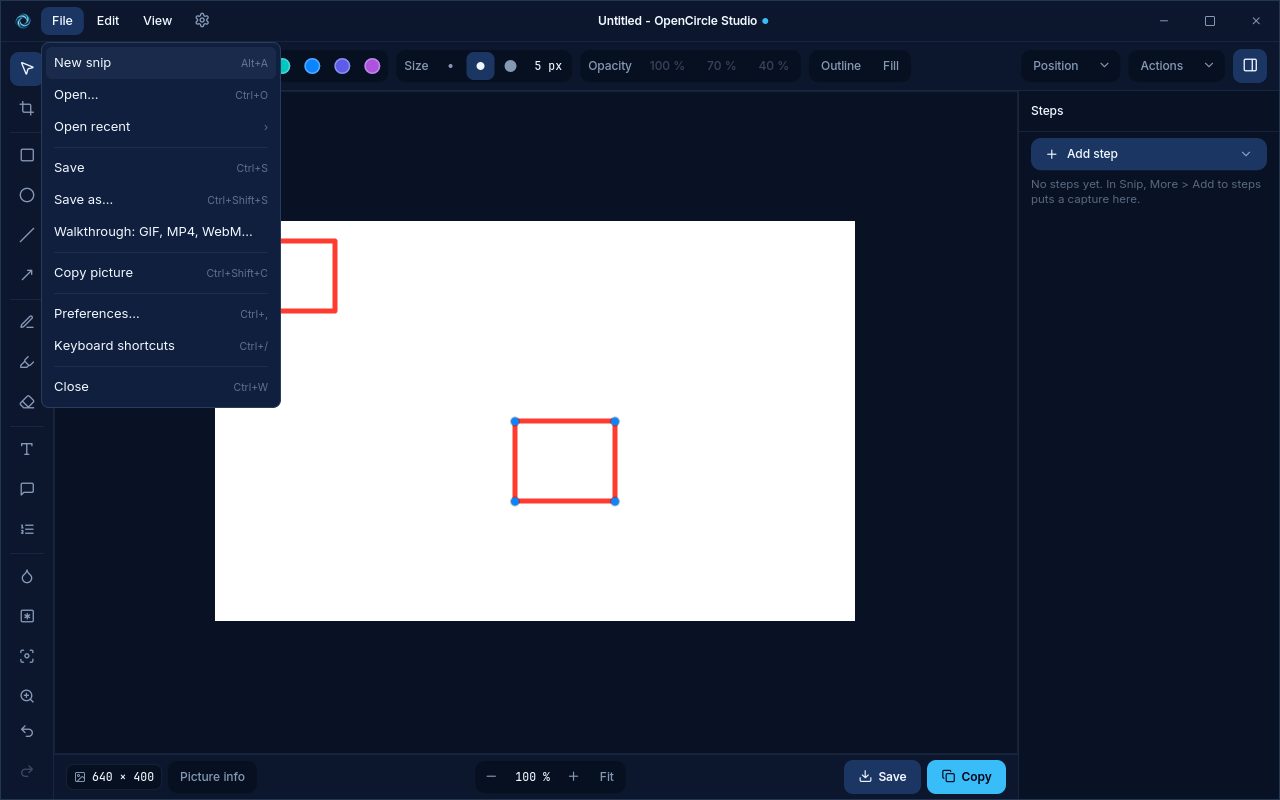 File Edit View Untitled - OpenCircle Studio
New snip Alt+A
Open... Ctrl+O
Open recent
Save Ctrl+S
Save as... Ctrl+Shift+S
Walkthrough: GIF, MP4, WebM...
Copy picture Ctrl+Shift+C
Preferences... Ctrl+,
Keyboard shortcuts Ctrl+/
Close Ctrl+W
Size 5 px Opacity 100 % 70 % 40 % Outline Fill Position Actions
Steps
Add step
No steps yet. In Snip, More > Add to steps
puts a capture here.
640 × 400 Picture info 100 % Fit Save Copy